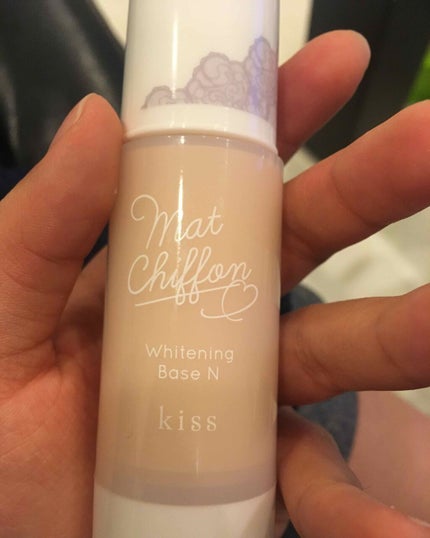 Mat
Chiffon
Whitening
Base N
kiss